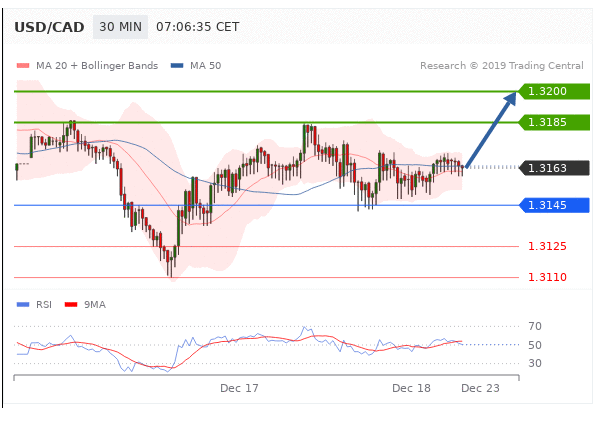 USD/CAD 30 MIN 07:06:35 CET
MA 20 + Bollinger Bands MA 50 Research © 2019 Trading Central
1.3200
1.3185
1.3163
1.3145
1.3125
1.3110
RSI 9MA
70
50
30
Dec 17 Dec 18 Dec 23